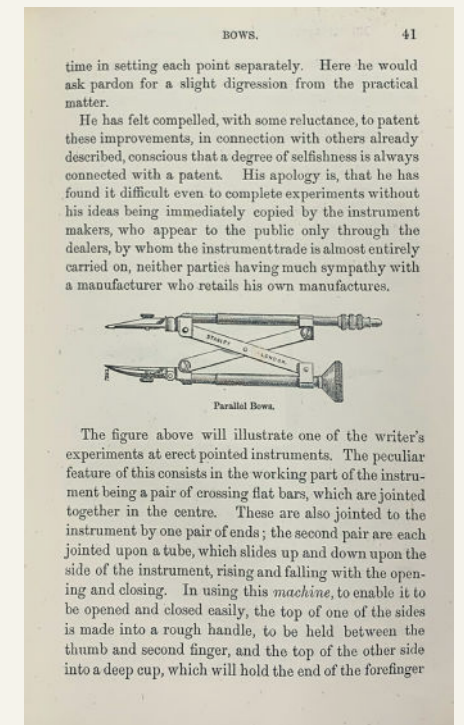 BOWS. 41
time in setting each point separately. Here he would
ask pardon for a slight digression from the practical
matter.
He has felt compelled, with some reluctance, to patent
these improvements, in connection with others already
described, conscious that a degree of selfishness is always
connected with a patent. His apology is, that he has
found it difficult even to complete experiments without
his ideas being immediately copied by the instrument
makers, who appear to the public only through the
dealers, by whom the instrument trade is almost entirely
carried on, neither parties having much sympathy with
a manufacturer who retails his own manufactures.
STANLEY LONDON
Parallel Bows.
The figure above will illustrate one of the writer's
experiments at erect pointed instruments. The peculiar
feature of this consists in the working part of the instru-
ment being a pair of crossing flat bars, which are jointed
together in the centre. These are also jointed to the
instrument by one pair of ends; the second pair are each
jointed upon a tube, which slides up and down upon the
side of the instrument, rising and falling with the open-
ing and closing. In using this machine, to enable it to
be opened and closed easily, the top of one of the sides
is made into a rough handle, to be held between the
thumb and second finger, and the top of the other side
into a deep cup, which will hold the end of the forefinger